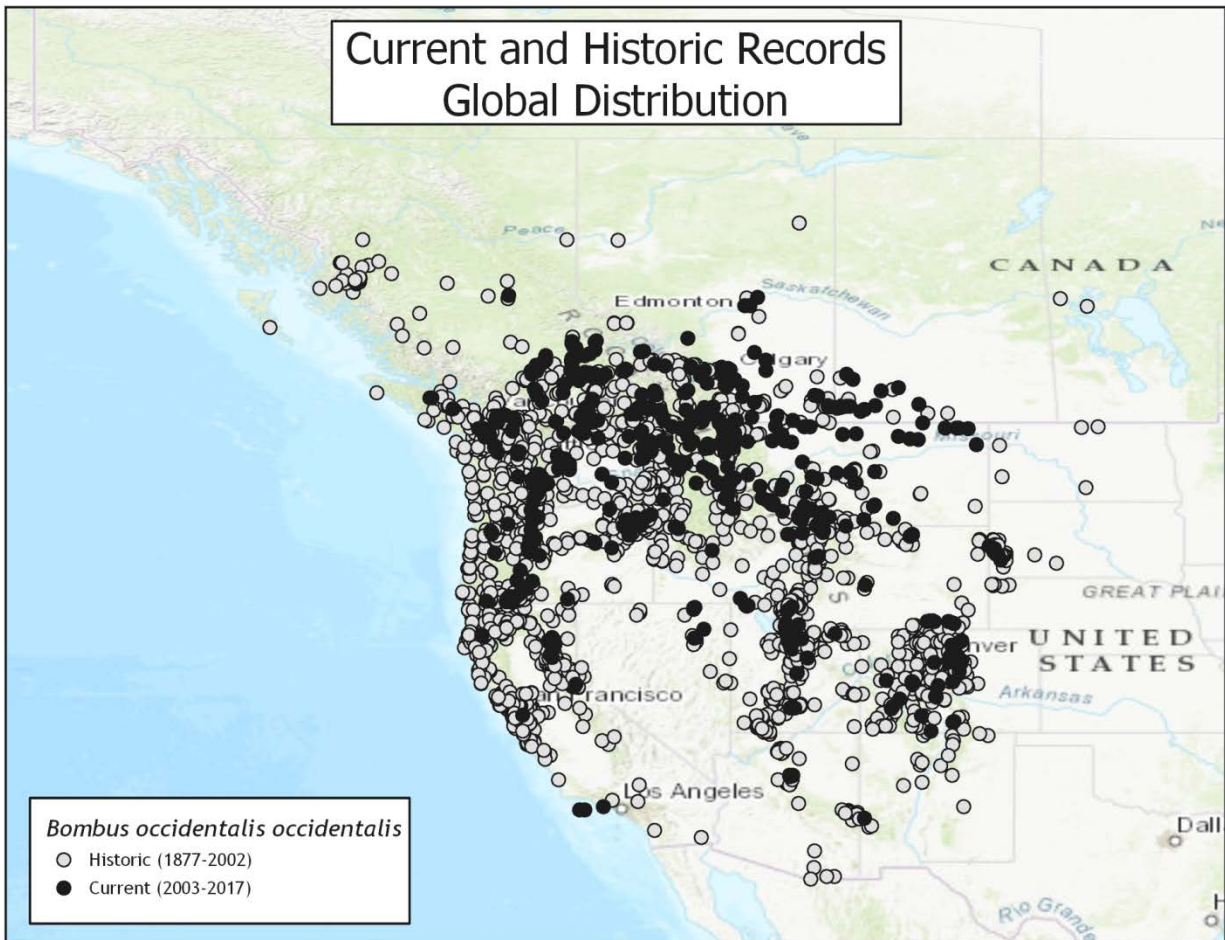 Current and Historic Records
Global Distribution
Peace
CANADA
Edmonton
Saskatchewan
Calgary
Missouri
GREAT PLAI
UNITED
STATES
Arkansas
San Francisco
Los Angeles
Dall
Rio Grande
H
Bombus occidentalis occidentalis
Historic (1877-2002)
Current (2003-2017)